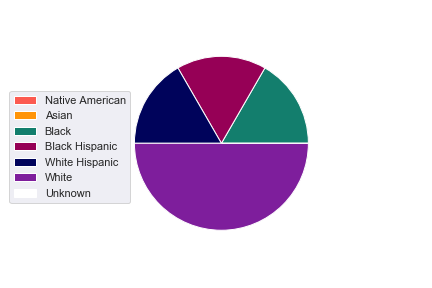 Native American
Asian
Black
Black Hispanic
White Hispanic
White
Unknown